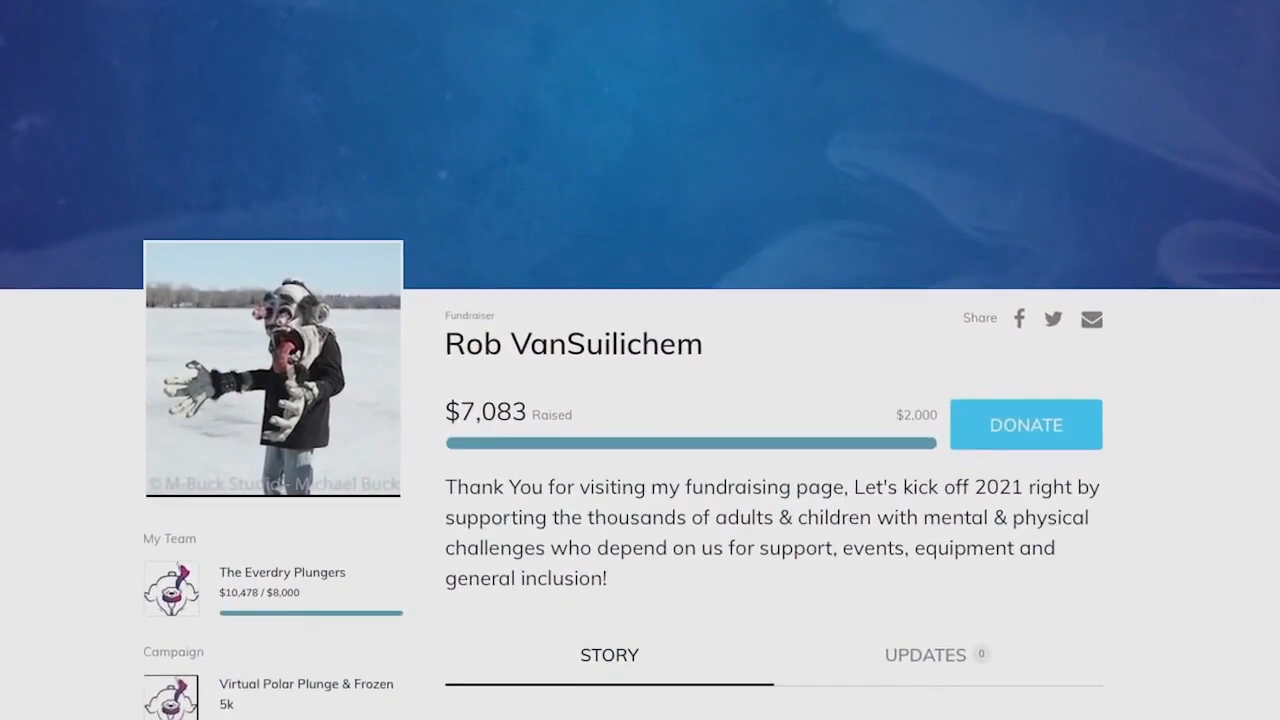 © M-Buck Studio - Michael Buck
Fundraiser
Rob VanSuilichem
Share
$7,083 Raised
$2,000
DONATE
Thank You for visiting my fundraising page, Let's kick off 2021 right by
supporting the thousands of adults & children with mental & physical
challenges who depend on us for support, events, equipment and
general inclusion!
My Team
The Everdry Plungers
$10,478 / $8,000
Campaign
Virtual Polar Plunge & Frozen
5k
STORY
UPDATES 0